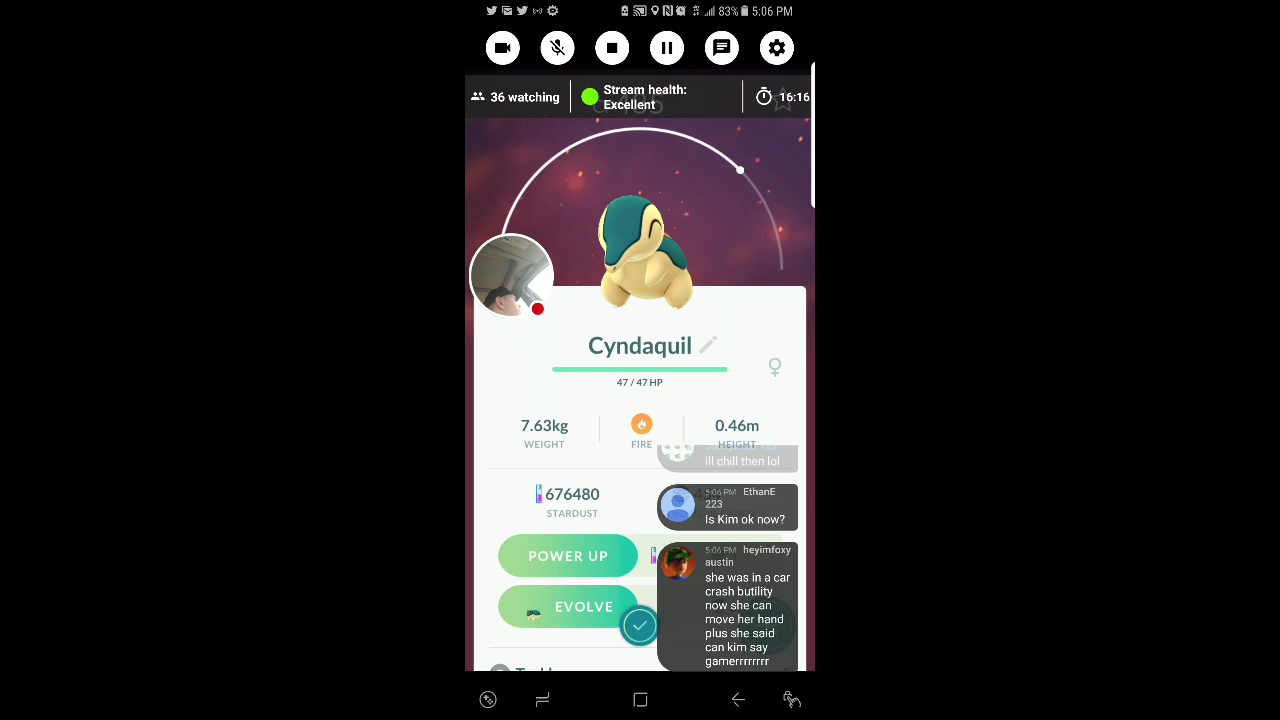 83% 5:06 PM
36 watching
Stream health:
Excellent
16:16
Cyndaquil
47 / 47 HP
7.63kg
WEIGHT
FIRE
0.46m
HEIGHT
ill chill then lol
676480
STARDUST
5:06 PM EthanE
223
Is Kim ok now?
POWER UP
5:06 PM heyimfoxy
austin
she was in a car
crash butility
now she can
move her hand
plus she said
can kim say
gamerrrrrrr
EVOLVE